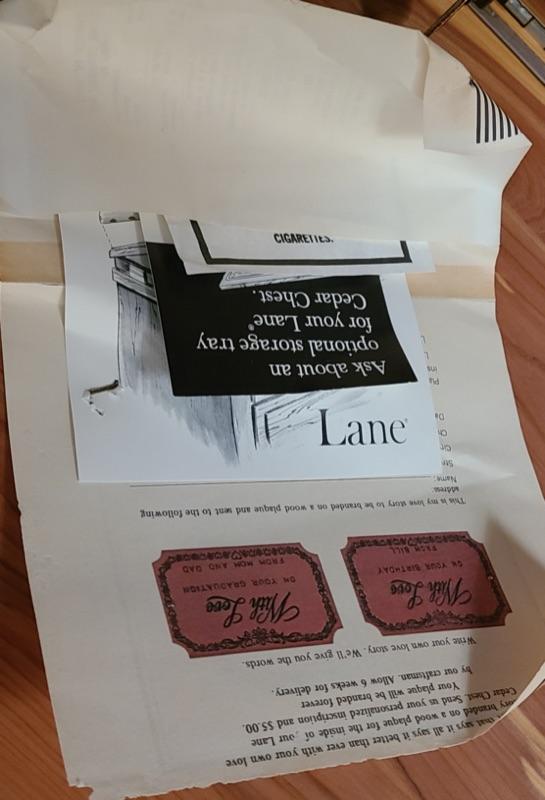 that says it all it says it better than ever with your own love
branded on a wood plaque for the inside of your Lane
Cedar Chest. Send us your personalized inscription and $5.00.
Your plaque will be branded forever
by our craftsman. Allow 6 weeks for delivery.
Write your own love story. We'll give you the words.
With Love
ON YOUR BIRTHDAY
FROM BILL
With Love
ON YOUR GRADUATION
FROM MOM AND DAD
This is my love story to be branded on a wood plaque and sent to the following
address:
Name:
Lane®
Ask about an
optional storage tray
for your Lane®
Cedar Chest.
CIGARETTES.